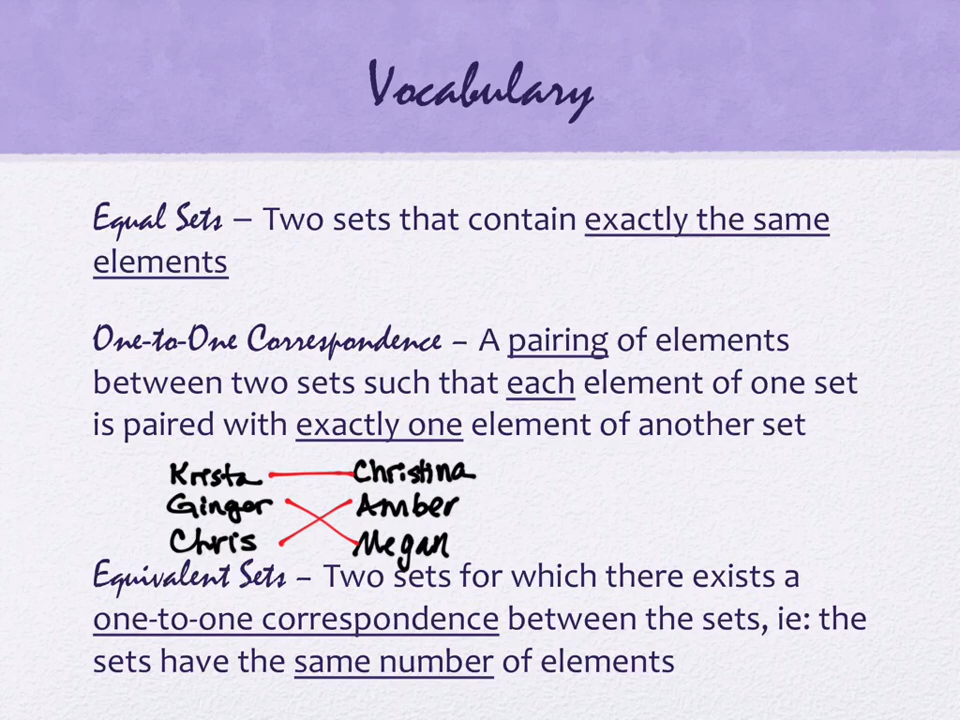 Vocabulary
Equal Sets – Two sets that contain exactly the same
elements
One-to-One Correspondence – A pairing of elements
between two sets such that each element of one set
is paired with exactly one element of another set
Krista Christina
Ginger Amber
Chris Megan
Equivalent Sets – Two sets for which there exists a
one-to-one correspondence between the sets, ie: the
sets have the same number of elements